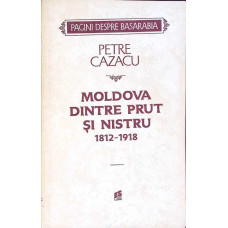 PAGINI DESPRE BASARABIA
PETRE
CAZACU
MOLDOVA
DINTRE PRUT
ȘI NISTRU
1812-1918